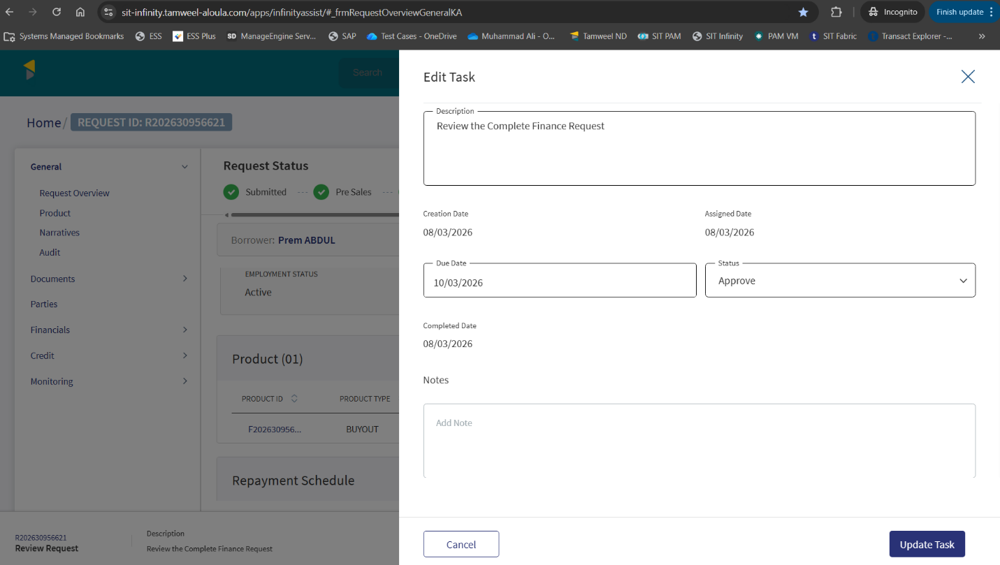 sit-infinity.tamweel-aloula.com/apps/infinityassist/#_frmRequestOverviewGeneralKA
Incognito
Finish update
Systems Managed Bookmarks
ESS
ESS Plus
SD
ManageEngine Serv...
SAP
Test Cases - OneDrive
Muhammad Ali - O...
Tamweel ND
SIT PAM
SIT Infinity
PAM VM
t
SIT Fabric
Transact Explorer -...
»
Search
Home/
REQUEST ID: R202630956621
General
Request Overview
Product
Narratives
Audit
Documents
Parties
Financials
Credit
Monitoring
Request Status
Submitted
Pre Sales
Borrower: Prem ABDUL
EMPLOYMENT STATUS
Active
Product (01)
PRODUCT ID
PRODUCT TYPE
F202630956...
BUYOUT
Repayment Schedule
R202630956621
Review Request
Description
Review the Complete Finance Request
Edit Task
Description
Review the Complete Finance Request
Creation Date
08/03/2026
Assigned Date
08/03/2026
Due Date
10/03/2026
Status
Approve
Completed Date
08/03/2026
Notes
Add Note
Cancel
Update Task